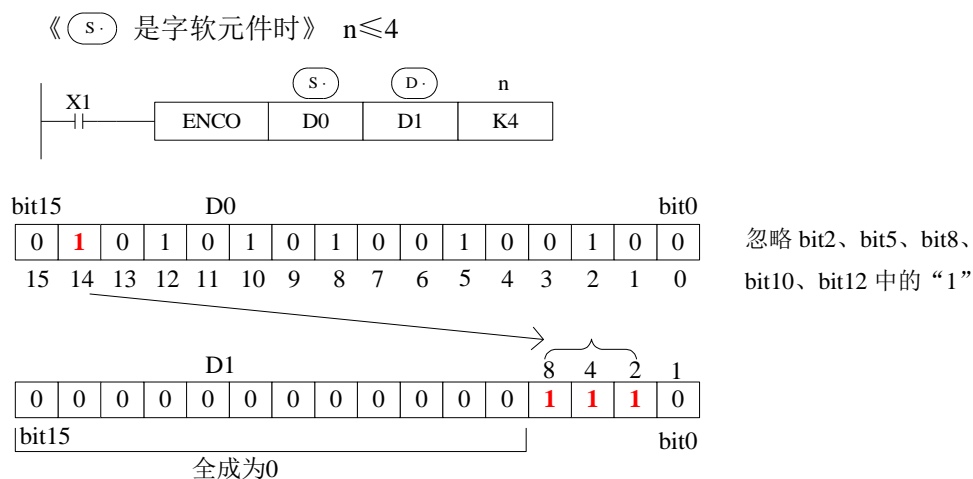 《 S· 是字软元件时》 n≤4
S· D· n
X1
ENCO D0 D1 K4
bit15 D0 bit0
0 1 0 1 0 1 0 1 0 0 1 0 0 1 0 0
15 14 13 12 11 10 9 8 7 6 5 4 3 2 1 0
忽略 bit2、bit5、bit8、
bit10、bit12 中的“1”
D1 8 4 2 1
0 0 0 0 0 0 0 0 0 0 0 0 1 1 1 0
bit15 bit0
全成为0